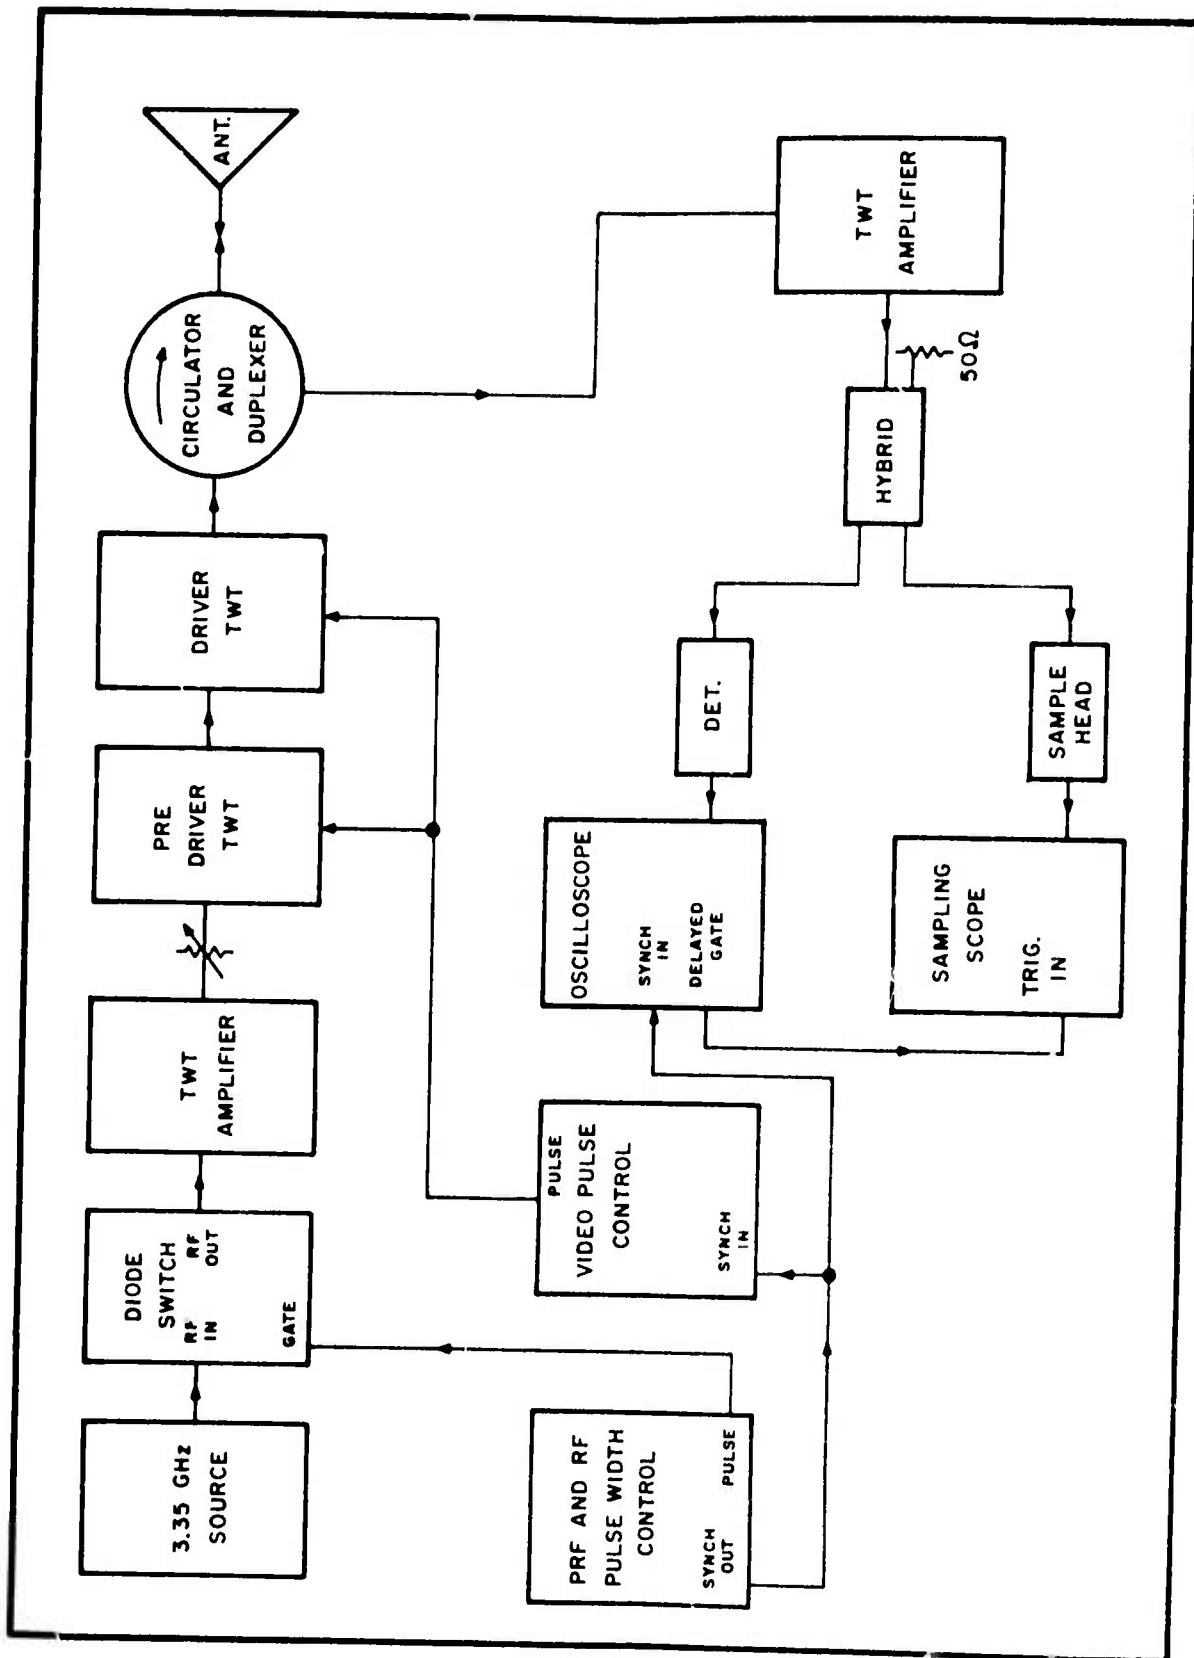 3.35 GHz
SOURCE
DIODE
SWITCH
RF
IN
RF
OUT
GATE
TWT
AMPLIFIER
PRE
DRIVER
TWT
DRIVER
TWT
CIRCULATOR
AND
DUPLEXER
ANT.
PRF AND RF
PULSE WIDTH
CONTROL
SYNCH
OUT
PULSE
PULSE
VIDEO PULSE
CONTROL
SYNCH
IN
OSCILLOSCOPE
SYNCH
IN
DELAYED
GATE
DET.
HYBRID
50Ω
TWT
AMPLIFIER
SAMPLING
SCOPE
TRIG.
IN
SAMPLE
HEAD